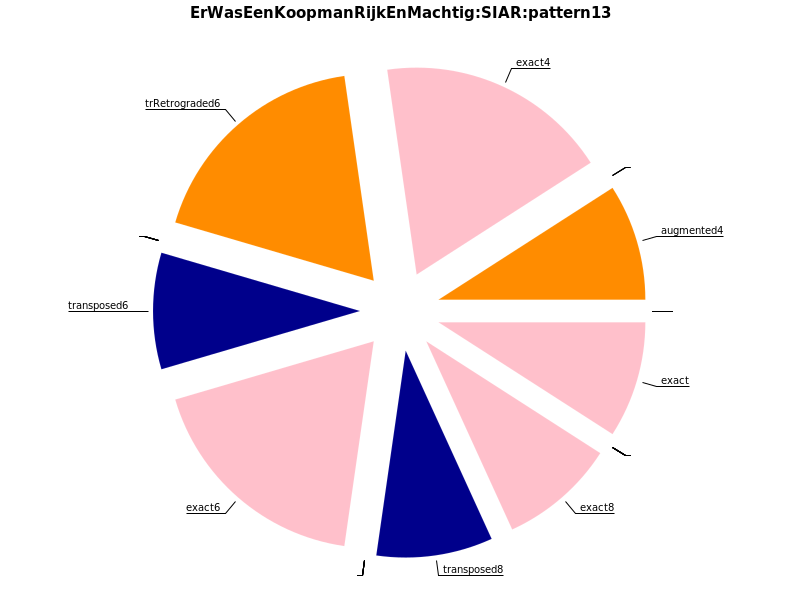 ErWasEenKoopmanRijkEnMachtig:SIAR:pattern13
exact4
trRetrograded6
augmented4
transposed6
exact
exact6
exact8
transposed8